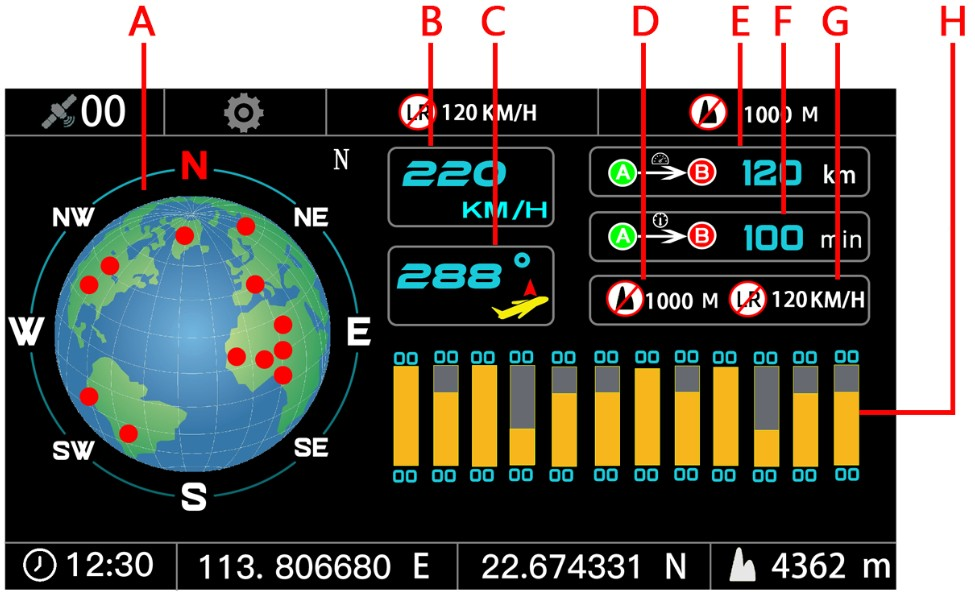 A B C D E F G H
00 LR 120 KM/H 1000 M
N
N
NW NE
W E
SW SE
S
220
KM/H
288°
A B 120 km
A B 100 min
1000 M LR 120KM/H
00 00 00 00 00 00 00 00 00 00 00 00
00 00 00 00 00 00 00 00 00 00 00 00
12:30 113. 806680 E 22.674331 N 4362 m